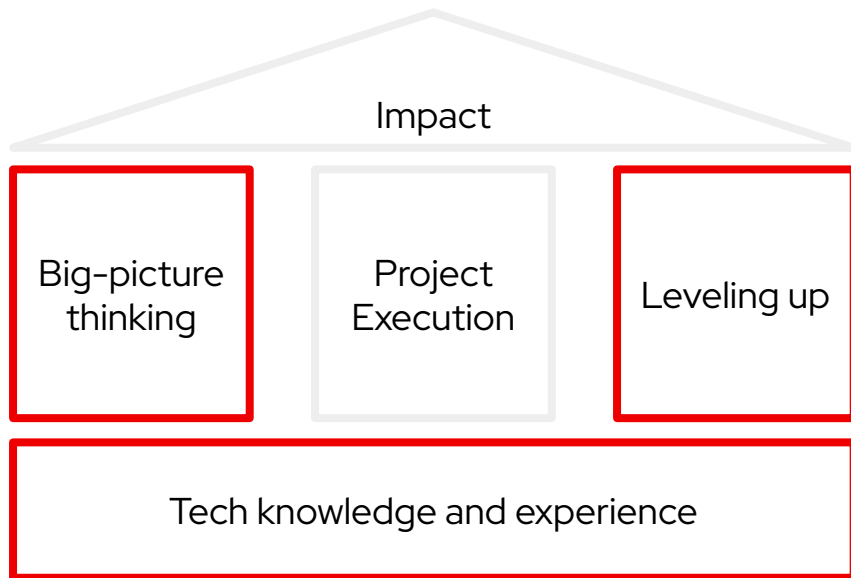 Impact
Big-picture
thinking
Project
Execution
Leveling up
Tech knowledge and experience